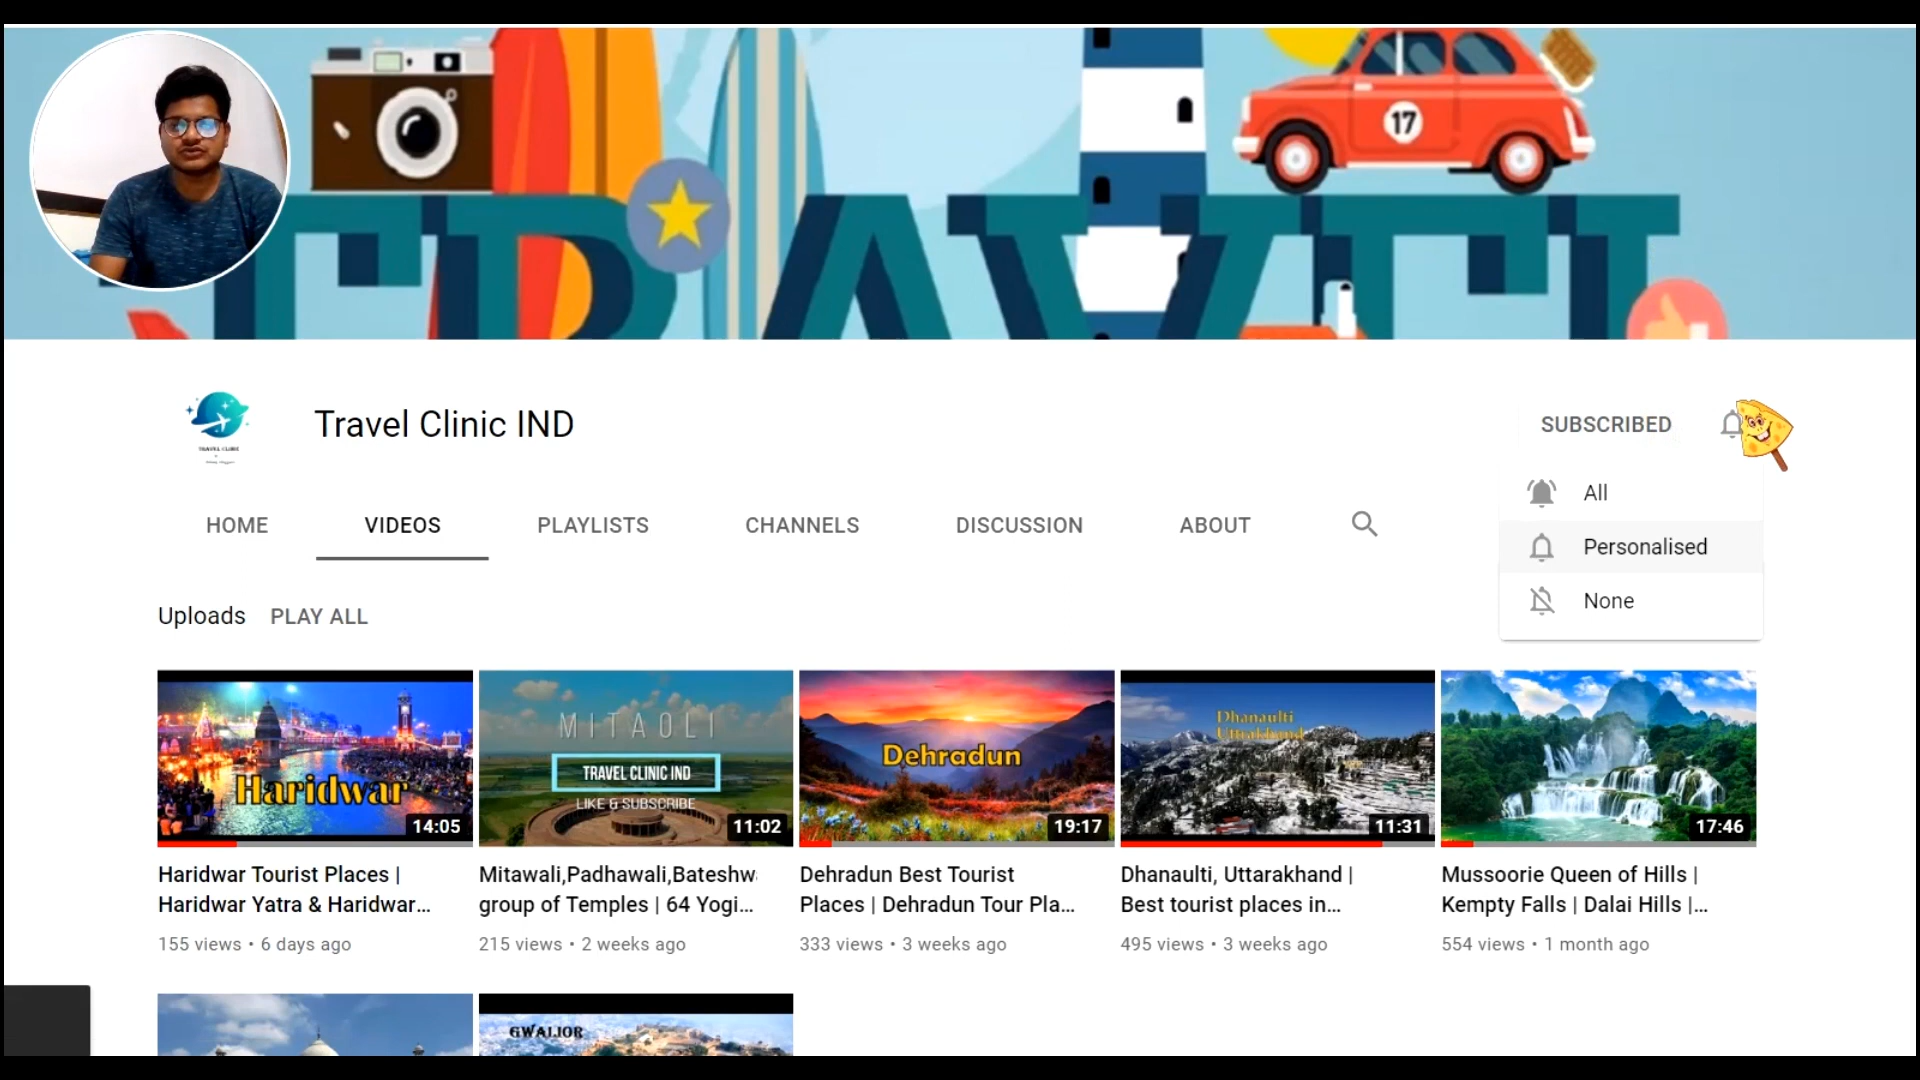 17
TRAVEL
Travel Clinic IND
SUBSCRIBED
TRAVEL CLINIC
All
HOME
VIDEOS
PLAYLISTS
CHANNELS
DISCUSSION
ABOUT
Personalised
None
Uploads
PLAY ALL
Haridwar
14:05
MITAOLI
TRAVEL CLINIC IND
LIKE & SUBSCRIBE
11:02
Dehradun
19:17
Dhanaulti
Uttrakhand
11:31
17:46
Haridwar Tourist Places |
Haridwar Yatra & Haridwar...
155 views • 6 days ago
Mitawali,Padhawali,Bateshw
group of Temples | 64 Yogi...
215 views • 2 weeks ago
Dehradun Best Tourist
Places | Dehradun Tour Pla...
333 views • 3 weeks ago
Dhanaulti, Uttarakhand |
Best tourist places in...
495 views • 3 weeks ago
Mussoorie Queen of Hills |
Kempty Falls | Dalai Hills |...
554 views • 1 month ago
GWALIOR